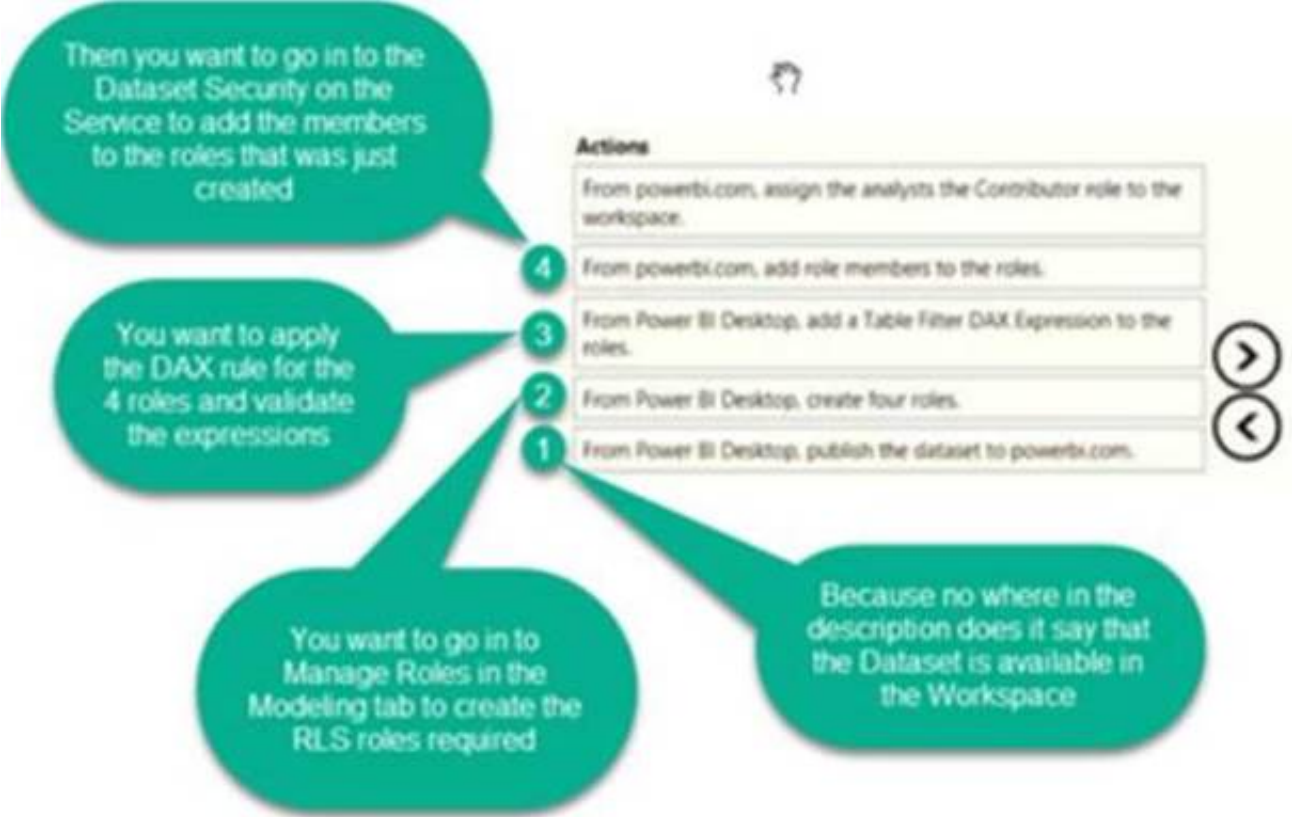 Then you want to go in to the
Dataset Security on the
Service to add the members
to the roles that was just
created
Actions
From powerbi.com, assign the analysts the Contributor role to the
workspace.
4
From powerbi.com, add role members to the roles.
You want to apply
the DAX rule for the
4 roles and validate
the expressions
3
From Power BI Desktop, add a Table Filter DAX Expression to the
roles.
2
From Power BI Desktop, create four roles.
1
From Power BI Desktop, publish the dataset to powerbi.com.
You want to go in to
Manage Roles in the
Modeling tab to create the
RLS roles required
Because no where in the
description does it say that
the Dataset is available in
the Workspace